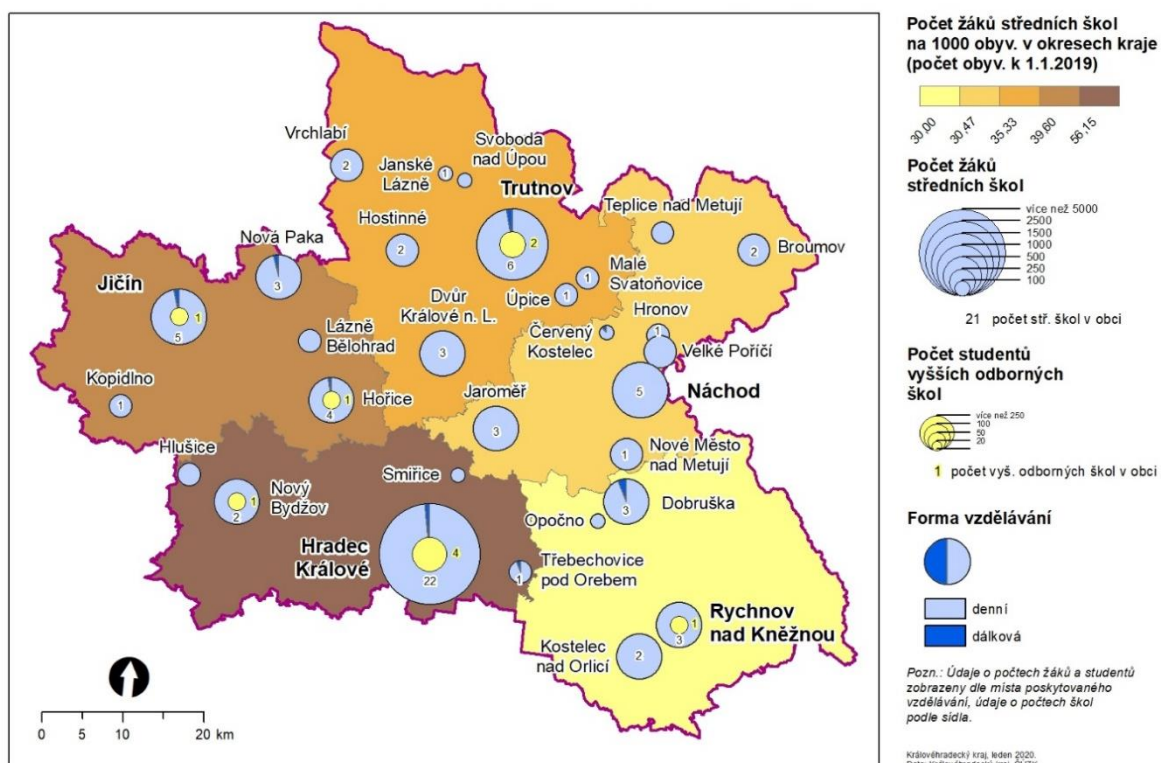 Vrchlabí
2
Janské
Lázně
1
Svoboda
nad Úpou
Trutnov
2
6
Hostinné
2
Teplice nad Metují
Broumov
2
Nová Paka
3
Malé
Svatoňovice
1
Úpice
1
Jičín
1
5
Dvůr
Králové n. L.
3
Hronov
1
Červený
Kostelec
Velké Poříčí
Lázně
Bělohrad
Kopidlno
1
Hořice
1
4
Jaroměř
3
Náchod
5
Hlušice
Nové Město
nad Metují
1
Smiřice
Nový
Bydžov
1
2
Dobruška
3
Opočno
Hradec
Králové
4
22
Třebechovice
pod Orebem
1
Rychnov
nad Kněžnou
1
3
Kostelec
nad Orlicí
2
0 10 20 km
Počet žáků středních škol
na 1000 obyv. v okresech kraje
(počet obyv. k 1.1.2019)
30,00
30,47
35,33
39,60
56,15
Počet žáků
středních škol
více než 5000
2500
1500
1000
500
250
100
21 počet stř. škol v obci
Počet studentů
vyšších odborných
škol
více než 250
100
50
20
1 počet vyš. odborných škol v obci
Forma vzdělávání
denní
dálková
Pozn.: Údaje o počtech žáků a studentů
zobrazeny dle místa poskytovaného
vzdělávání, údaje o počtech škol
podle sídla.
Královéhradecký kraj, leden 2020.